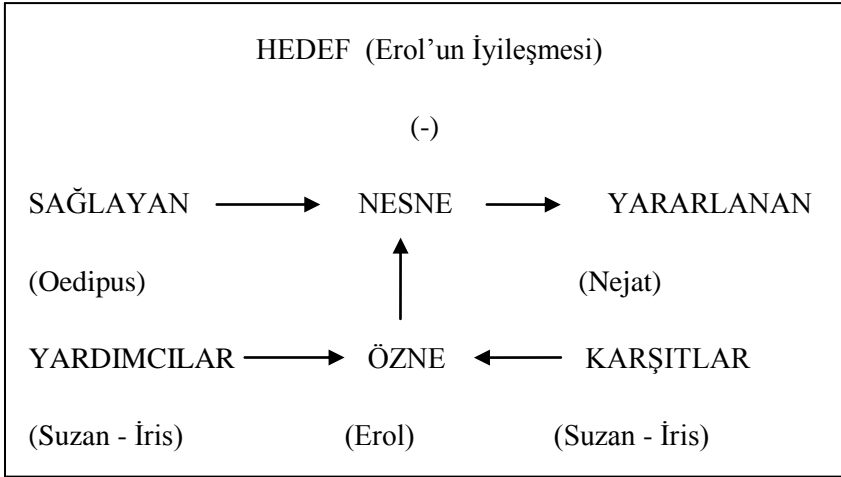 HEDEF (Erol’un İyileşmesi)
(-)
SAĞLAYAN NESNE YARARLANAN
(Oedipus) (Nejat)
YARDIMCILAR ÖZNE KARŞITLAR
(Suzan - İris) (Erol) (Suzan - İris)